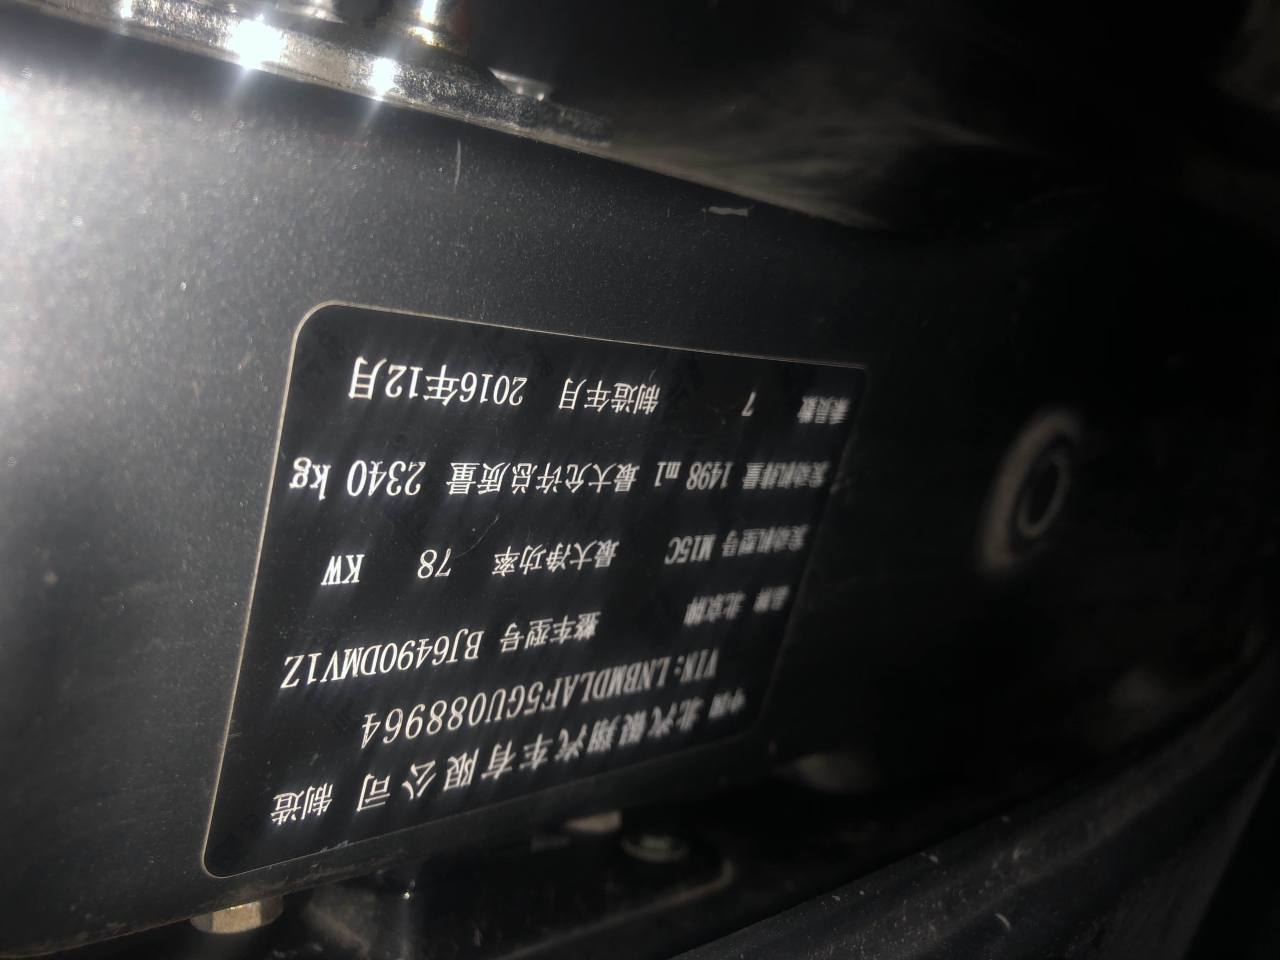 中国 北汽银翔汽车有限公司 制造
VIN:LNBMDLAF5GU088964
品牌 北京牌 整车型号 BJ6490DMV1Z
发动机型号 M15C 最大净功率 78 KW
发动机排量 1498 ml 最大允许总质量 2340 kg
乘员数 7 制造年月 2016年12月